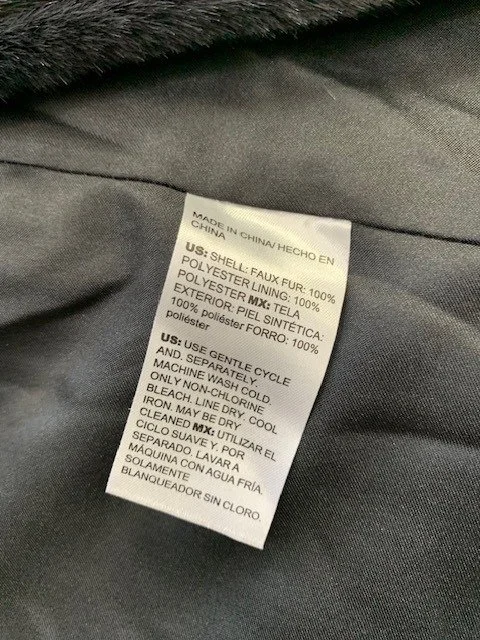 MADE IN CHINA/ HECHO EN
CHINA
US: SHELL: FAUX FUR: 100%
POLYESTER LINING: 100%
POLYESTER MX: TELA
EXTERIOR: PIEL SINTÉTICA:
100% poliéster FORRO: 100%
poliéster
US: USE GENTLE CYCLE
AND. SEPARATELY.
MACHINE WASH COLD.
ONLY NON-CHLORINE
BLEACH. LINE DRY. COOL
IRON. MAY BE DRY
CLEANED MX: UTILIZAR EL
CICLO SUAVE Y. POR
SEPARADO. LAVAR A
MÁQUINA CON AGUA FRÍA.
SOLAMENTE
BLANQUEADOR SIN CLORO.